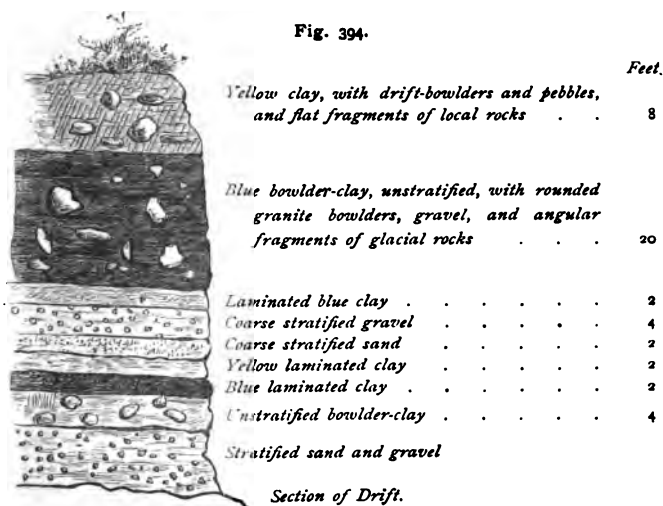 Fig. 394.
Feet.
Yellow clay, with drift-bowlders and pebbles,
and flat fragments of local rocks . . 8
Blue bowlder-clay, unstratified, with rounded
granite bowlders, gravel, and angular
fragments of glacial rocks . . . 20
Laminated blue clay . . . . . . 2
Coarse stratified gravel . . . . . 4
Coarse stratified sand . . . . . 2
Yellow laminated clay . . . . . 2
Blue laminated clay . . . . . . 2
Unstratified bowlder-clay . . . . . 4
Stratified sand and gravel
Section of Drift.